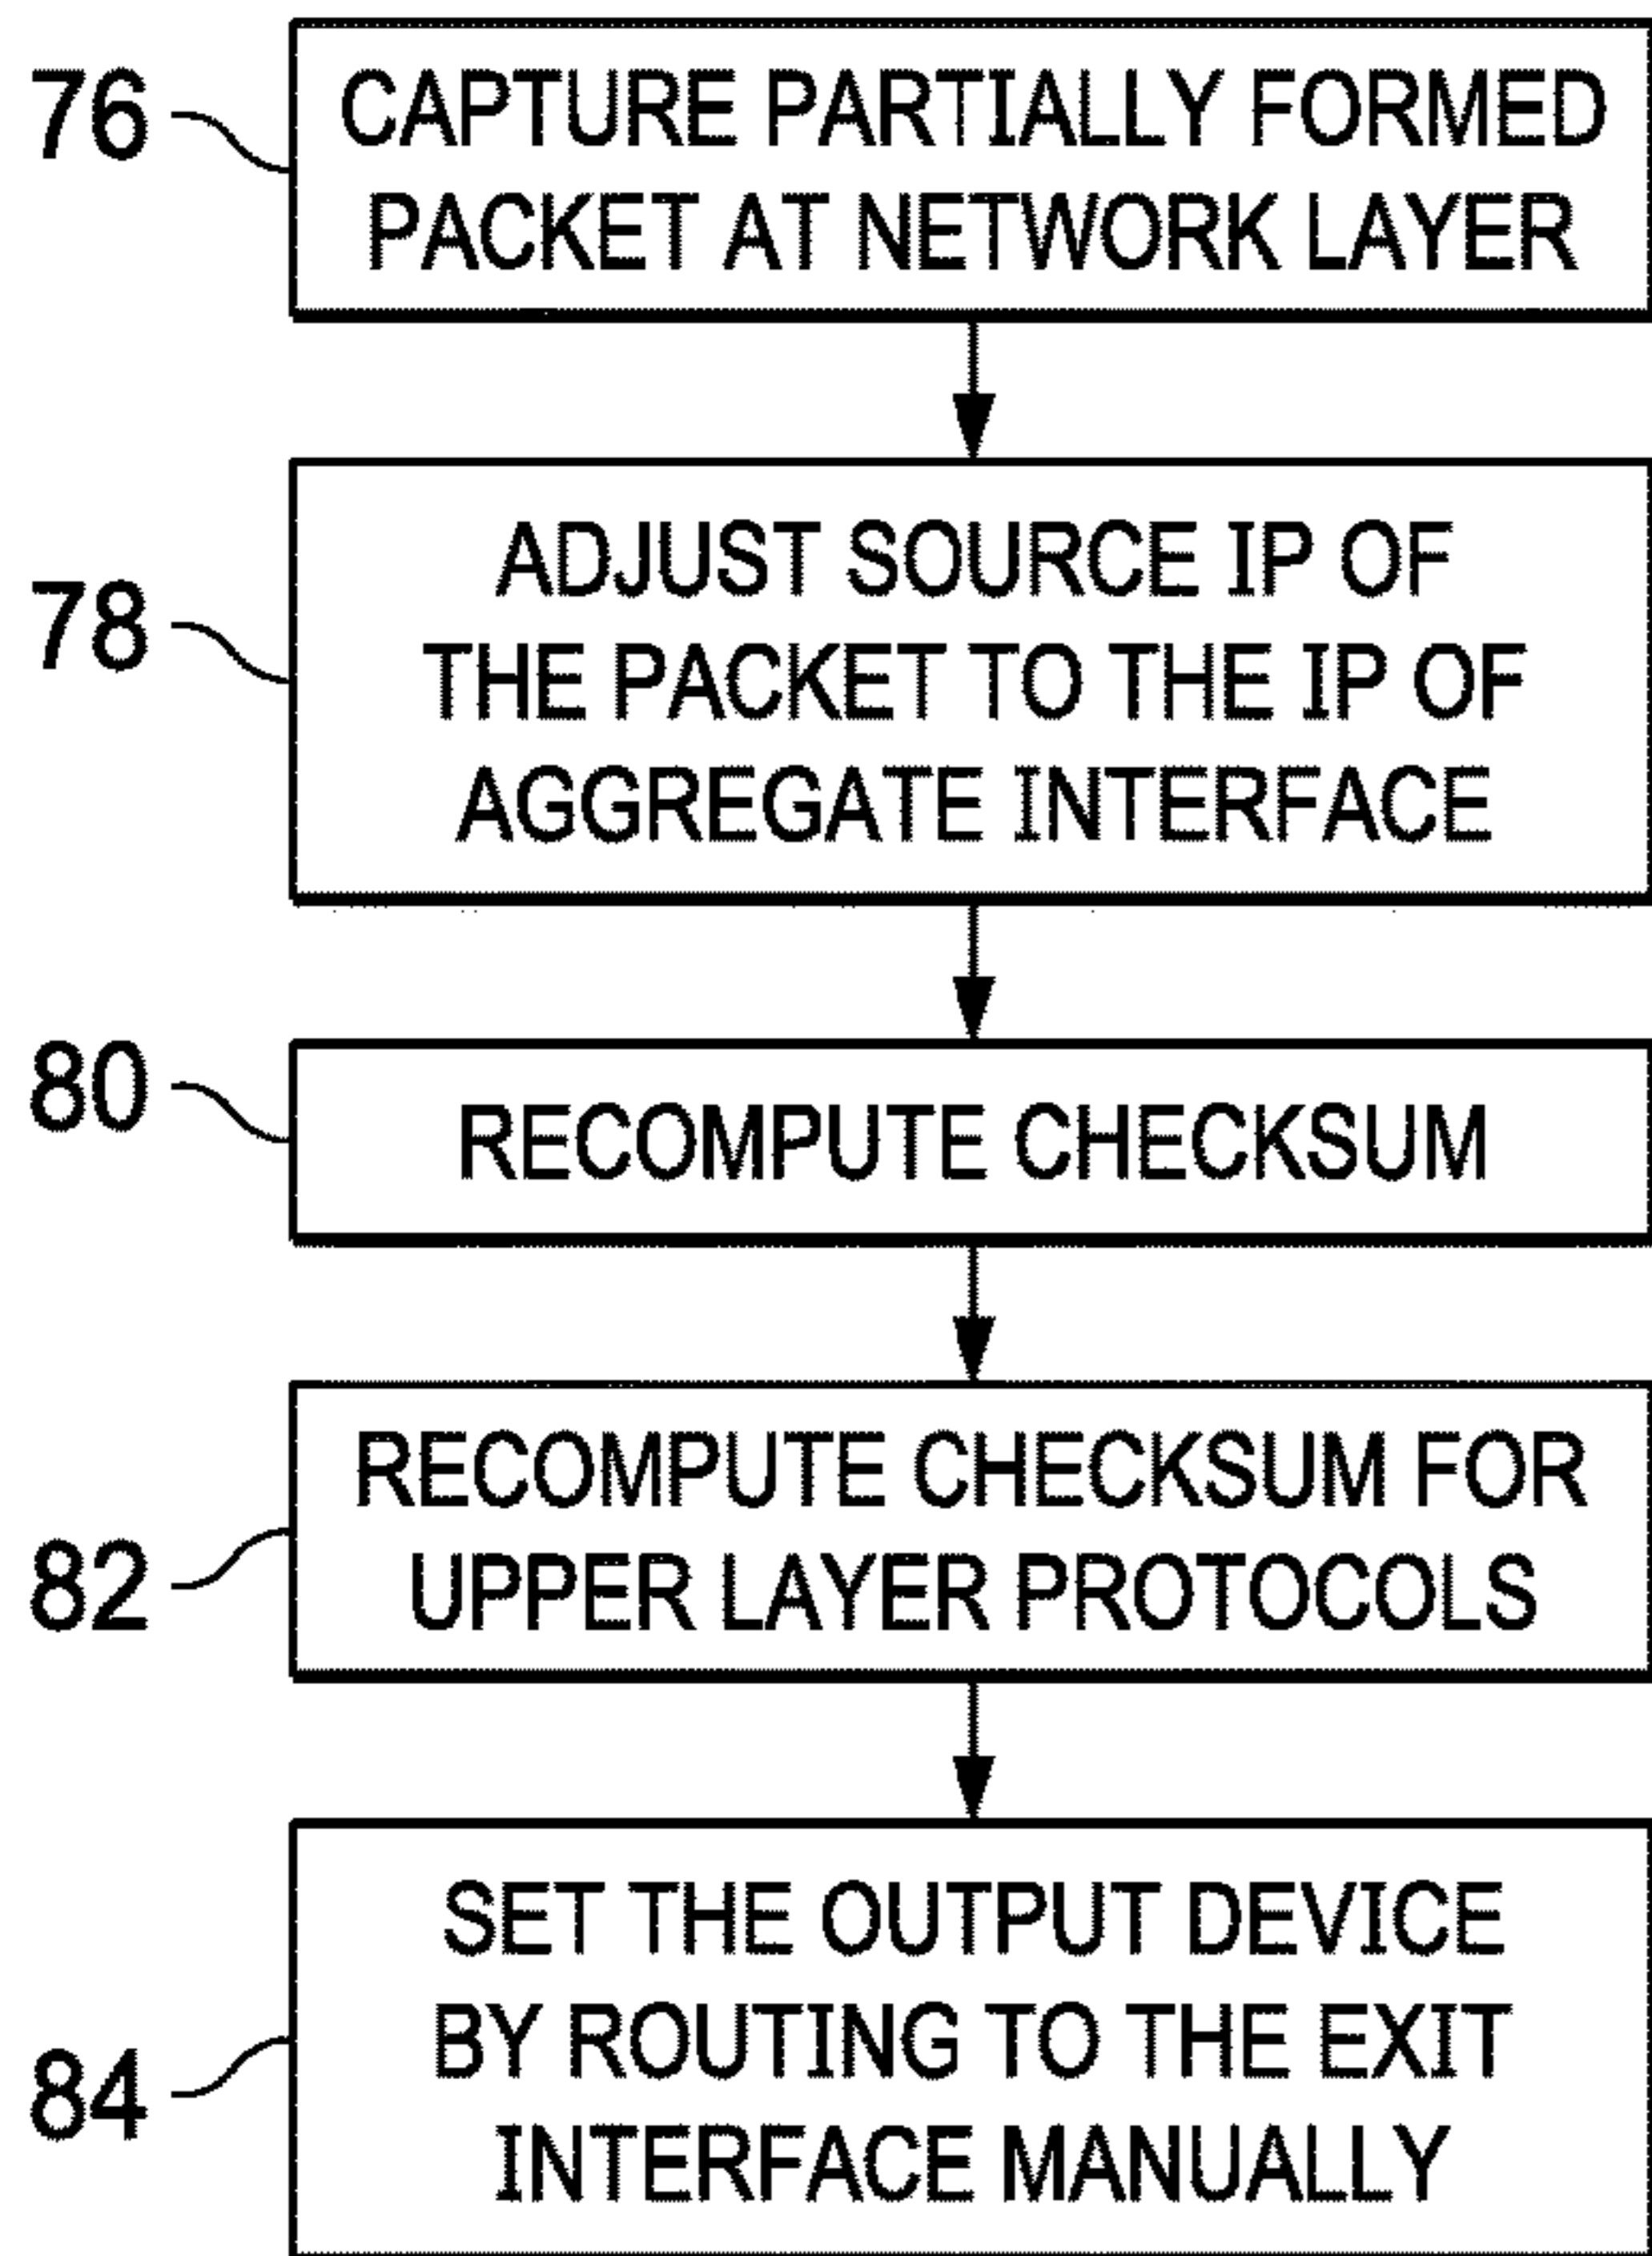 76
CAPTURE PARTIALLY FORMED
PACKET AT NETWORK LAYER
78
ADJUST SOURCE IP OF
THE PACKET TO THE IP OF
AGGREGATE INTERFACE
80
RECOMPUTE CHECKSUM
82
RECOMPUTE CHECKSUM FOR
UPPER LAYER PROTOCOLS
84
SET THE OUTPUT DEVICE
BY ROUTING TO THE EXIT
INTERFACE MANUALLY